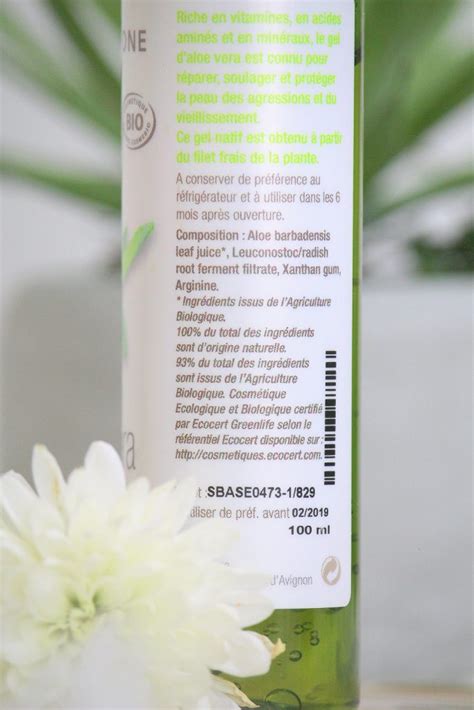 Riche en vitamines, en acides
aminés et en minéraux, le gel
d'aloe vera est connu pour
réparer, soulager et protéger
la peau des agressions et du
vieillissement.
Ce gel natif est obtenu à partir
du filet frais de la plante.
A conserver de préférence au
réfrigérateur et à utiliser dans les 6
mois après ouverture.
Composition : Aloe barbadensis
leaf juice*, Leuconostoc/radish
root ferment filtrate, Xanthan gum,
Arginine.
* Ingrédients issus de l'Agriculture
Biologique.
100% du total des ingrédients
sont d'origine naturelle.
93% du total des ingrédients
sont issus de l'Agriculture
Biologique. Cosmétique
Ecologique et Biologique certifié
par Ecocert Greenlife selon le
référentiel Ecocert disponible sur :
http://cosmetiques.ecocert.com.
SBASE0473-1/829
de préf. avant 02/2019
100 ml
d'Avignon
ONE
BIO